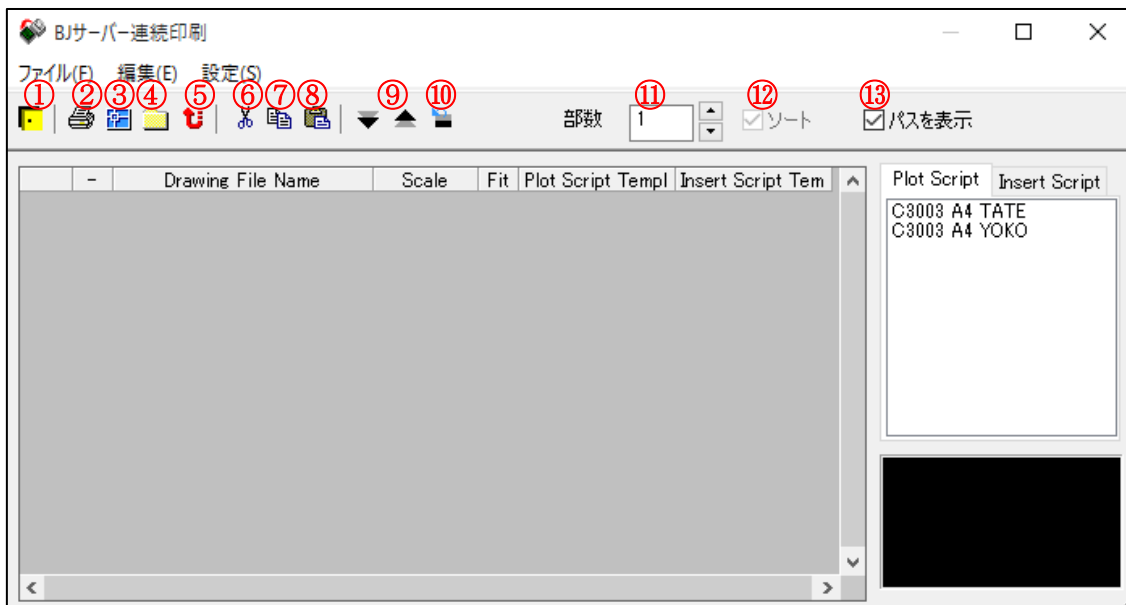 BJサーバー連続印刷
ファイル(F) 編集(E) 設定(S)
① ② ③ ④ ⑤ ⑥ ⑦ ⑧ ⑨ ⑩ ⑪ ⑫ ⑬
部数 1 ソート パスを表示
- Drawing File Name Scale Fit Plot Script Templ Insert Script Tem
Plot Script Insert Script
C3003 A4 TATE
C3003 A4 YOKO